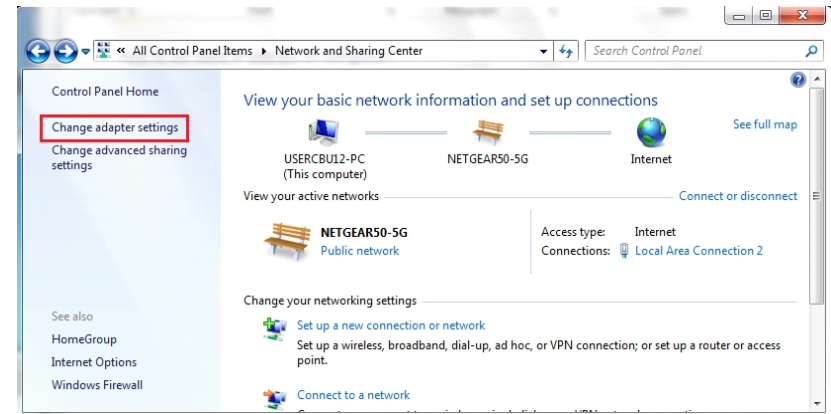 « All Control Panel Items ▸ Network and Sharing Center
Search Control Panel
Control Panel Home
Change adapter settings
Change advanced sharing
settings
See also
HomeGroup
Internet Options
Windows Firewall
View your basic network information and set up connections
See full map
USERCBU12-PC
(This computer)
NETGEAR50-5G
Internet
View your active networks
Connect or disconnect
NETGEAR50-5G
Public network
Access type: Internet
Connections: Local Area Connection 2
Change your networking settings
Set up a new connection or network
Set up a wireless, broadband, dial-up, ad hoc, or VPN connection; or set up a router or access
point.
Connect to a network